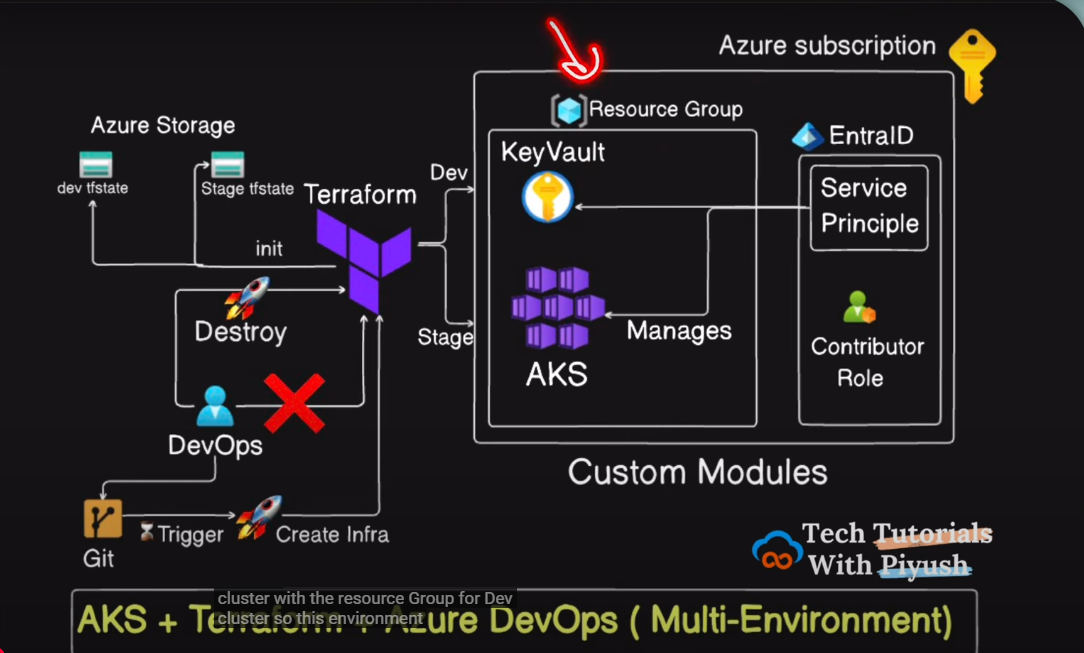 Azure subscription
Resource Group
Azure Storage
EntraID
KeyVault
Dev
dev tfstate
Stage tfstate
Terraform
Service
Principle
init
Destroy
Stage
Manages
Contributor
Role
AKS
DevOps
Custom Modules
Trigger
Create Infra
Git
Tech Tutorials
With Piyush
cluster with the resource Group for Dev
cluster so this environment
AKS + Terraform + Azure DevOps ( Multi-Environment)